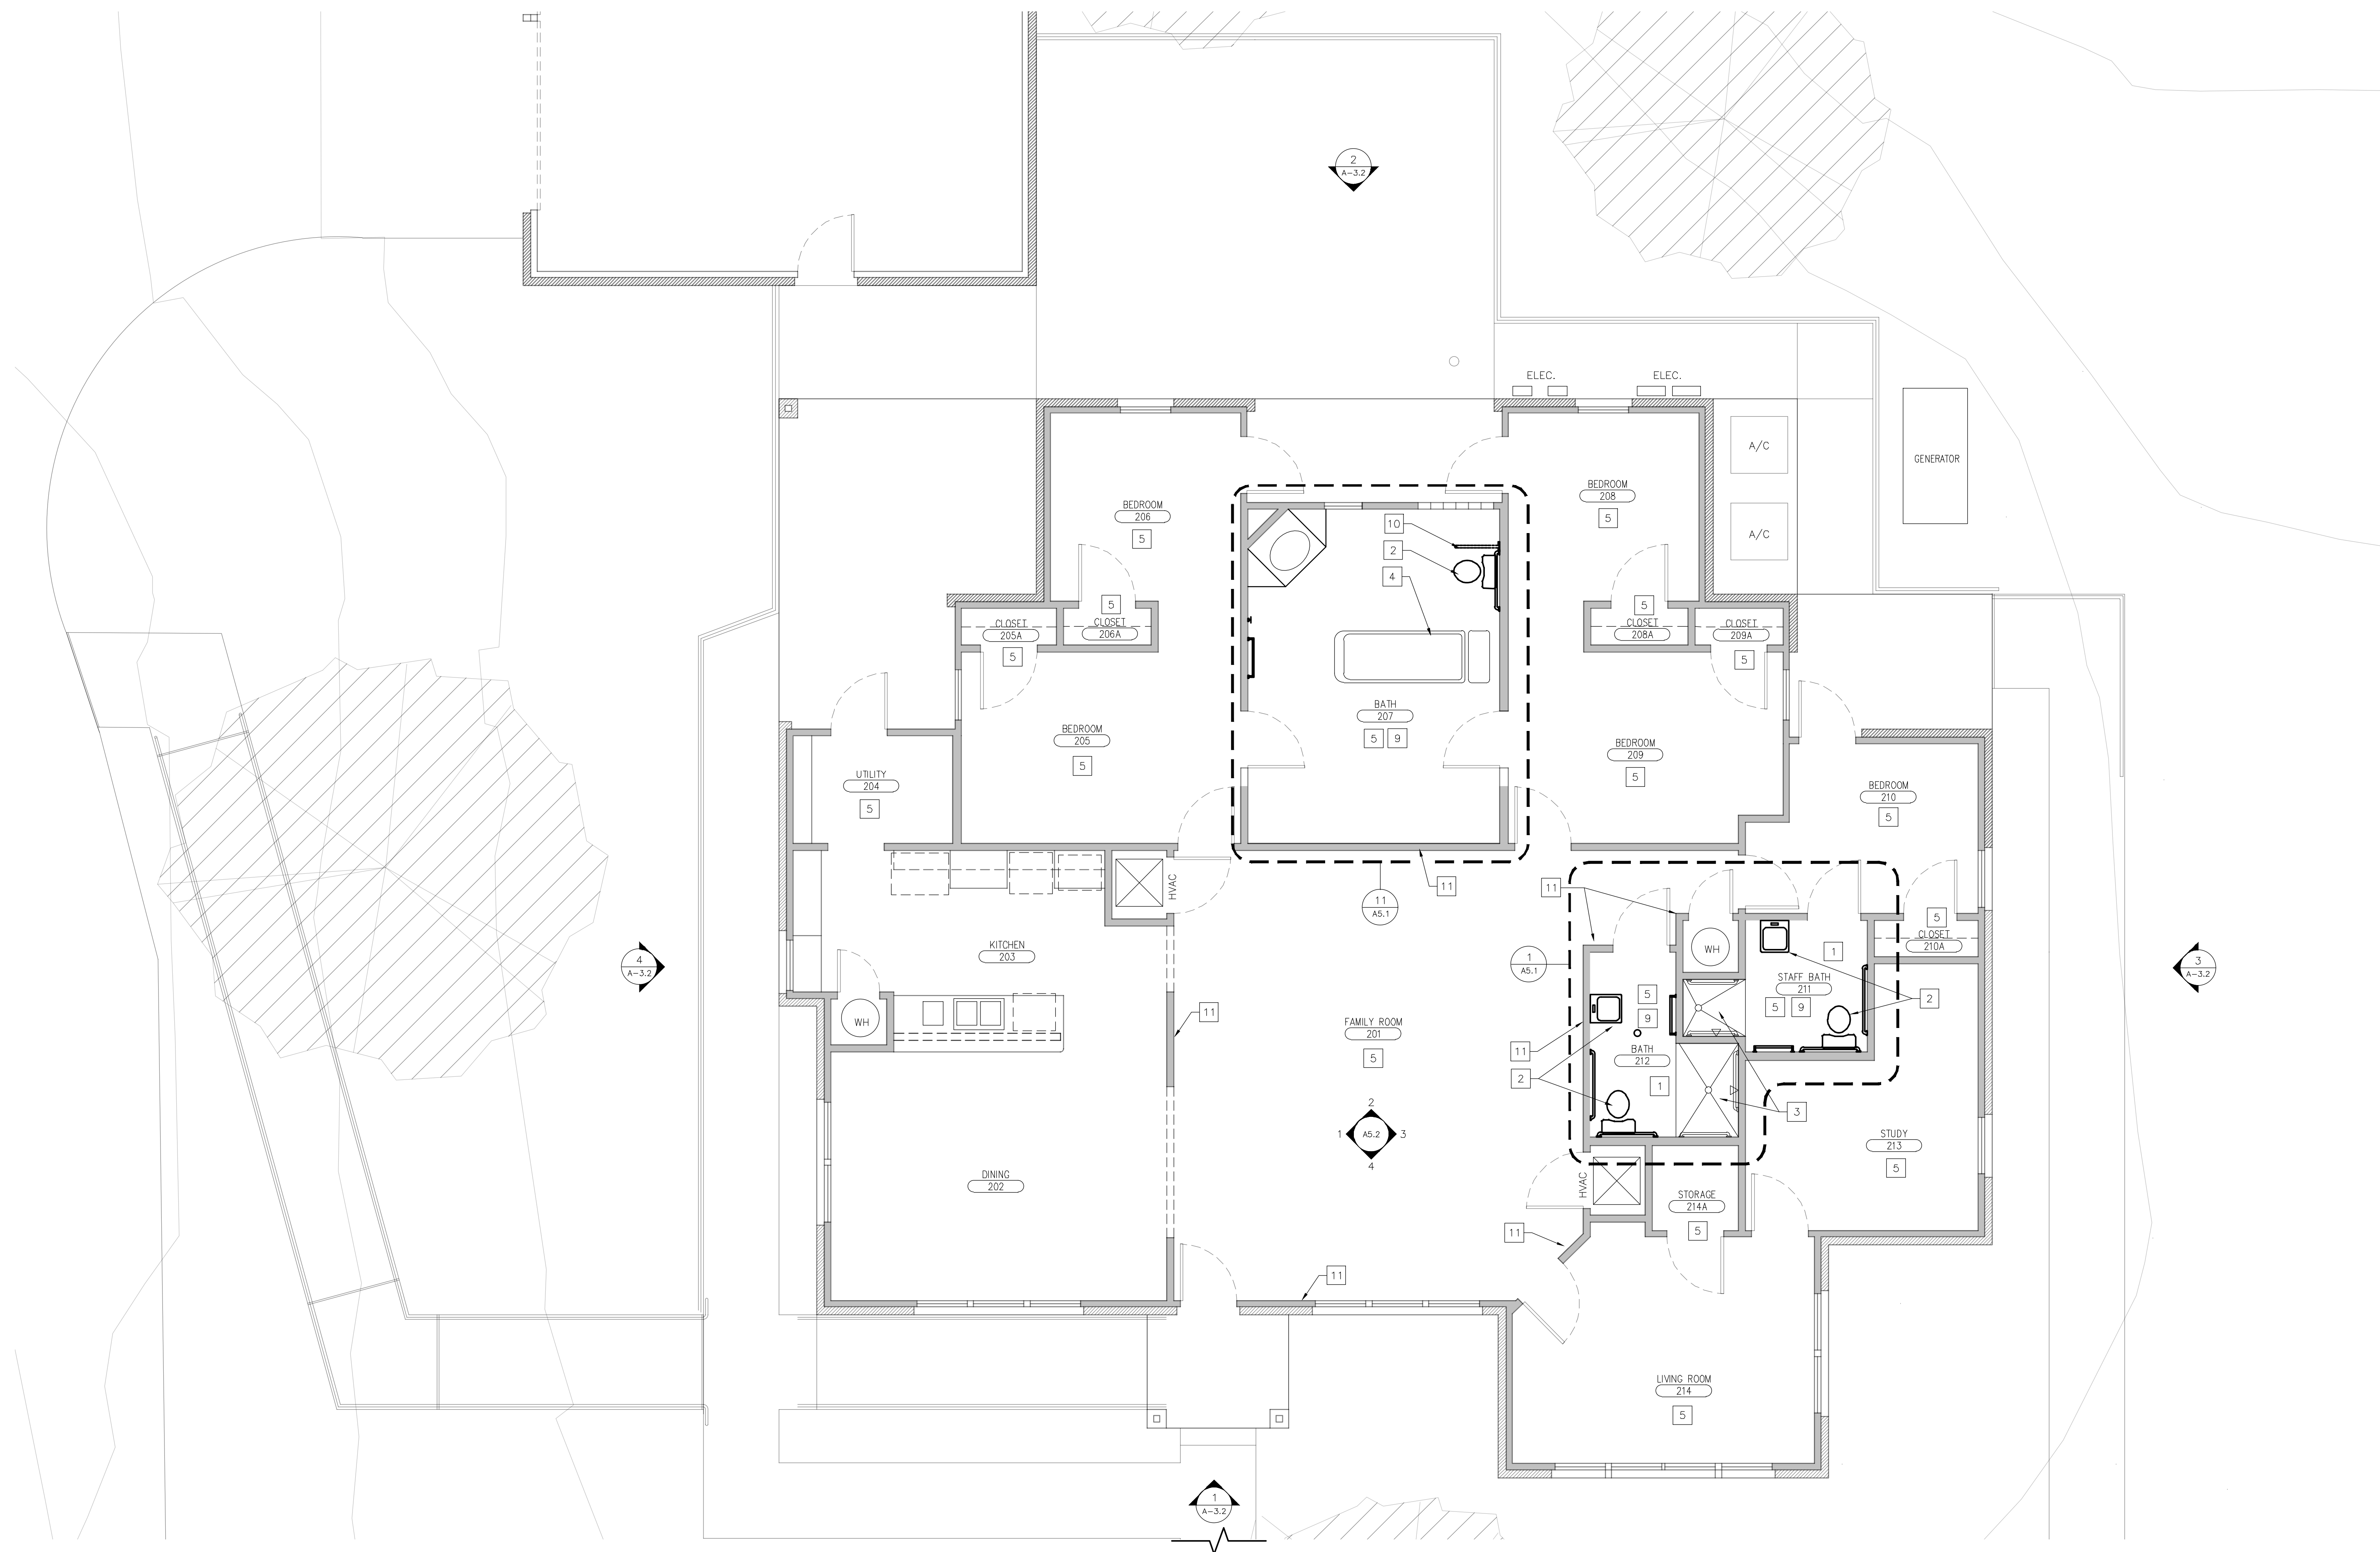 2
A-3.2
ELEC.
ELEC.
A/C
GENERATOR
A/C
BEDROOM
206
5
BEDROOM
208
5
10
2
4
5
CLOSET
205A
CLOSET
206A
5
5
CLOSET
208A
CLOSET
209A
5
BATH
207
5 9
BEDROOM
205
5
BEDROOM
209
5
UTILITY
204
5
BEDROOM
210
5
HVAC
11
11
A5.1
11
5
CLOSET
210A
WH
1
STAFF BATH
211
5 9
2
KITCHEN
203
4
A-3.2
1
A5.1
3
A-3.2
WH
11
FAMILY ROOM
201
5
5
9
11
BATH
212
2
1
3
2
1
A5.2
3
4
STUDY
213
5
DINING
202
HVAC
STORAGE
214A
5
11
11
LIVING ROOM
214
5
1
A-3.2